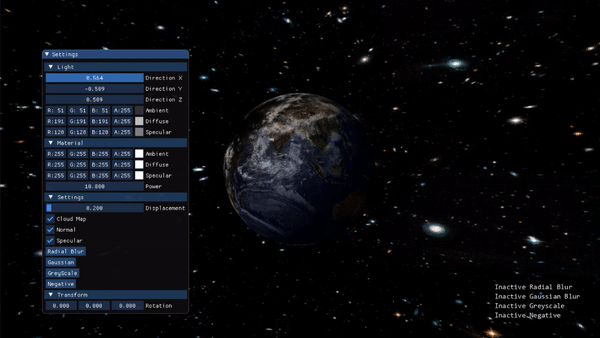 ▼ Settings
▼ Light
0.564 Direction X
-0.509 Direction Y
0.509 Direction Z
R: 51 G: 51 B: 51 A:255 Ambient
R:191 G:191 B:191 A:255 Diffuse
R:128 G:128 B:128 A:255 Specular
▼ Material
R:255 G:255 B:255 A:255 Ambient
R:255 G:255 B:255 A:255 Diffuse
R:255 G:255 B:255 A:255 Specular
10.000 Power
▼ Settings
0.200 Displacement
Cloud Map
Normal
Specular
Radial Blur
Gaussian
GreyScale
Negative
▼ Transform
0.000 0.000 0.000 Rotation
Inactive Radial Blur
Inactive Gaussian Blur
Inactive Greyscale
Inactive Negative